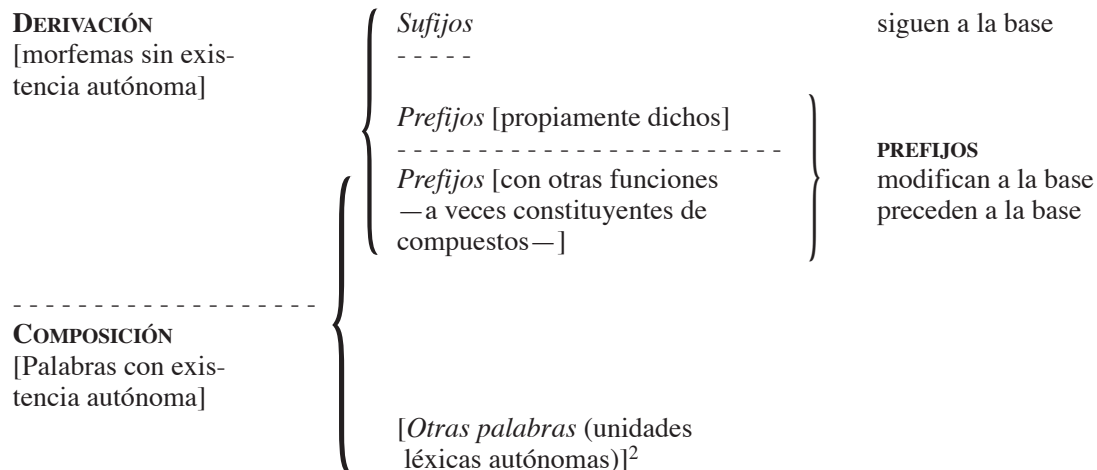 DERIVACIÓN
[morfemas sin exis-
tencia autónoma]
Sufijos
- - - - -
siguen a la base
Prefijos [propiamente dichos]
- - - - - - - - - - - - - - - - - - - - - - - -
Prefijos [con otras funciones
—a veces constituyentes de
compuestos—]
PREFIJOS
modifican a la base
preceden a la base
- - - - - - - - - - - - - - - - - - -
COMPOSICIÓN
[Palabras con exis-
tencia autónoma]
[Otras palabras (unidades
léxicas autónomas)]2